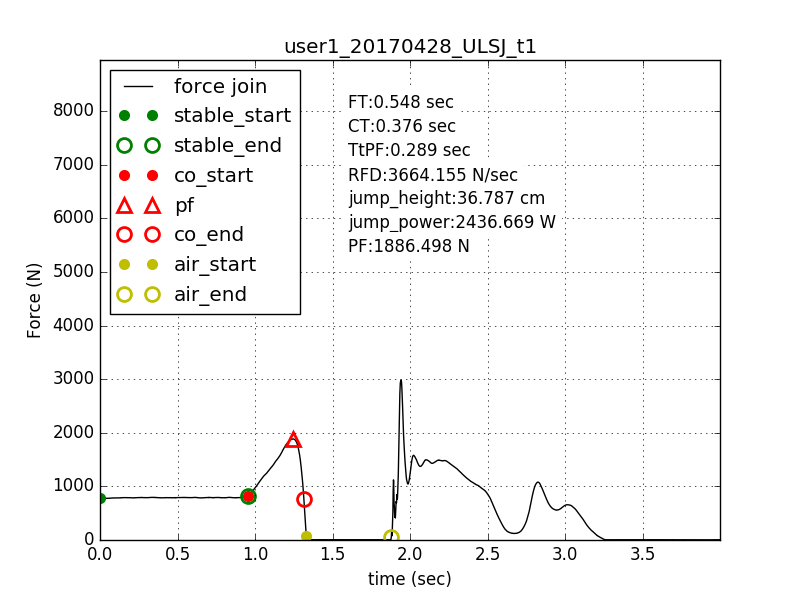 user1_20170428_ULSJ_t1
force join
stable_start
stable_end
co_start
pf
co_end
air_start
air_end
FT:0.548 sec
CT:0.376 sec
TtPF:0.289 sec
RFD:3664.155 N/sec
jump_height:36.787 cm
jump_power:2436.669 W
PF:1886.498 N
Force (N)
8000
7000
6000
5000
4000
3000
2000
1000
0
0.0 0.5 1.0 1.5 2.0 2.5 3.0 3.5
time (sec)